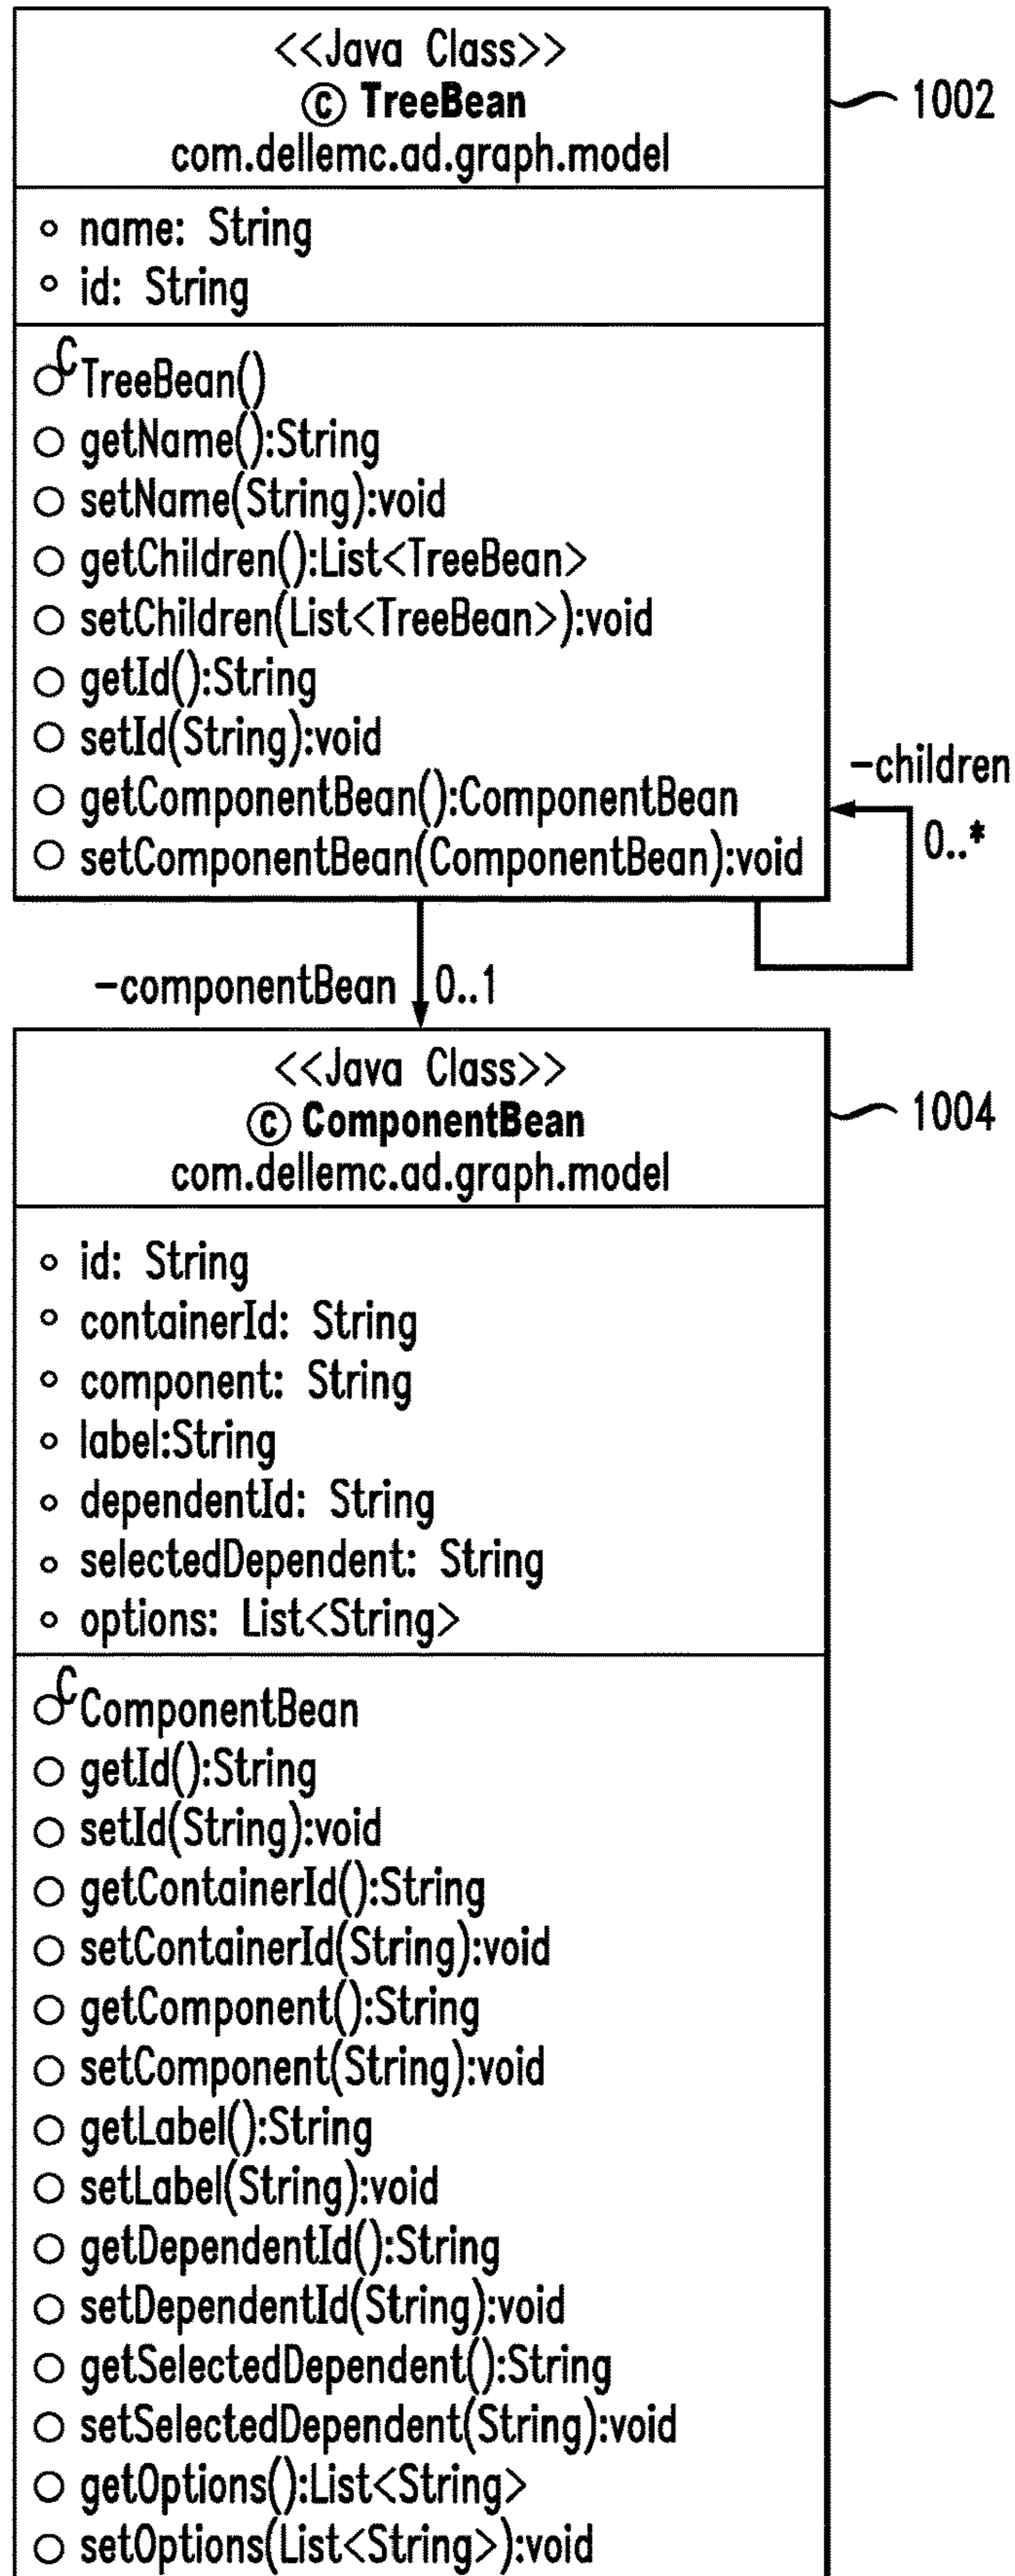 <<Java Class>>
© TreeBean
com.dellemc.ad.graph.model
1002
name: String
id: String
C TreeBean()
getName():String
setName(String):void
getChildren():List<TreeBean>
setChildren(List<TreeBean>):void
getId():String
setId(String):void
getComponentBean():ComponentBean
setComponentBean(ComponentBean):void
-children
0..*
-componentBean 0..1
<<Java Class>>
© ComponentBean
com.dellemc.ad.graph.model
1004
id: String
containerId: String
component: String
label:String
dependentId: String
selectedDependent: String
options: List<String>
C ComponentBean
getId():String
setId(String):void
getContainerId():String
setContainerId(String):void
getComponent():String
setComponent(String):void
getLabel():String
setLabel(String):void
getDependentId():String
setDependentId(String):void
getSelectedDependent():String
setSelectedDependent(String):void
getOptions():List<String>
setOptions(List<String>):void